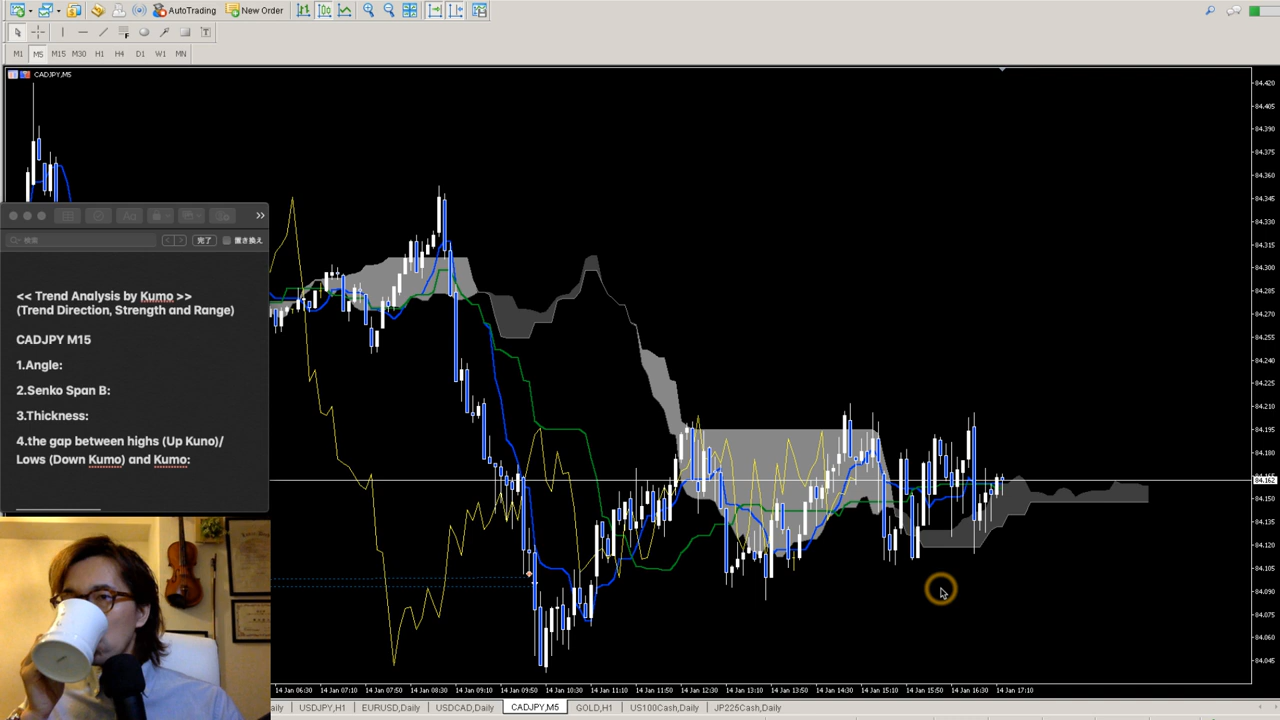 AutoTrading New Order
M1 M5 M15 M30 H1 H4 D1 W1 MN
CADJPY,M5
84.420
84.405
84.390
84.375
84.360
84.345
84.330
84.315
84.300
84.285
84.270
84.255
84.240
84.225
84.210
84.195
84.180
84.162
84.150
84.135
84.120
84.105
84.090
84.075
84.060
84.045
検索
完了
置き換え
<< Trend Analysis by Kumo >>
(Trend Direction, Strength and Range)
CADJPY M15
1.Angle:
2.Senko Span B:
3.Thickness:
4.the gap between highs (Up Kuno)/
Lows (Down Kumo) and Kumo:
14 Jan 06:30 14 Jan 07:10 14 Jan 07:50 14 Jan 08:30 14 Jan 09:10 14 Jan 09:50 14 Jan 10:30 14 Jan 11:10 14 Jan 11:50 14 Jan 12:30 14 Jan 13:10 14 Jan 13:50 14 Jan 14:30 14 Jan 15:10 14 Jan 15:50 14 Jan 16:30 14 Jan 17:10
USDJPY,H1 EURUSD,Daily USDCAD,Daily CADJPY,M5 GOLD,H1 US100Cash,Daily JP225Cash,Daily